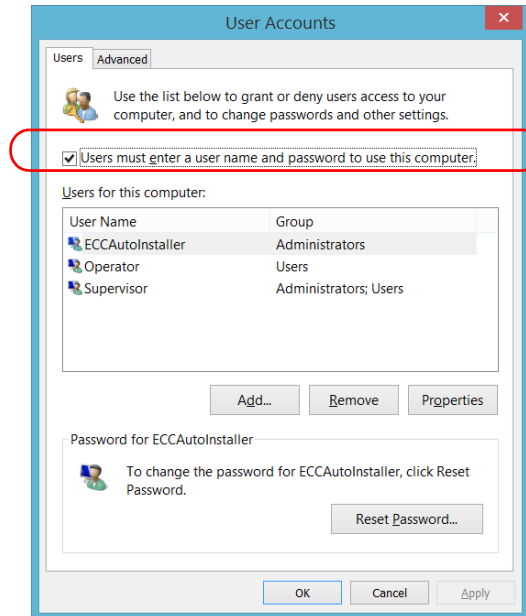 User Accounts
Users Advanced
Use the list below to grant or deny users access to your
computer, and to change passwords and other settings.
Users must enter a user name and password to use this computer.
Users for this computer:
User Name Group
ECCAutoInstaller Administrators
Operator Users
Supervisor Administrators; Users
Add... Remove Properties
Password for ECCAutoInstaller
To change the password for ECCAutoInstaller, click Reset
Password.
Reset Password...
OK Cancel Apply